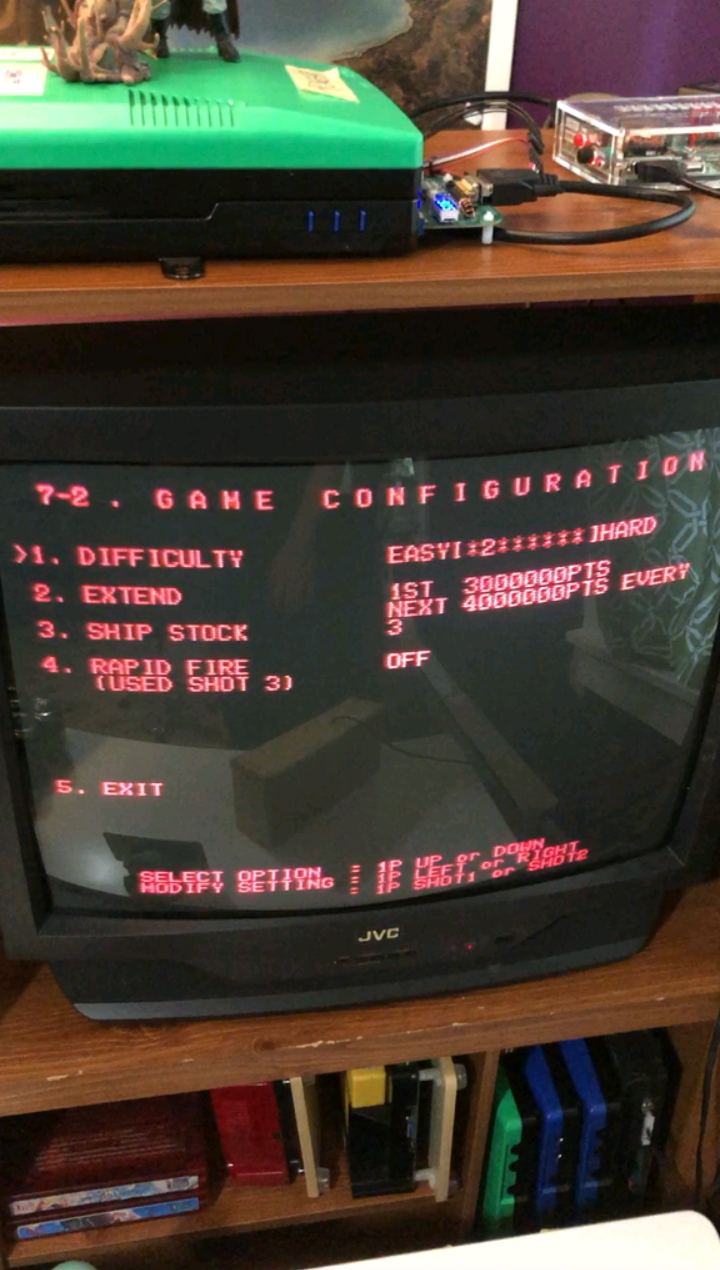 7-2. GAME CONFIGURATION
>1. DIFFICULTY EASY[*2******]HARD
2. EXTEND 1ST 3000000PTS
NEXT 4000000PTS EVERY
3. SHIP STOCK 3
4. RAPID FIRE OFF
(USED SHOT 3)
5. EXIT
SELECT OPTION : 1P UP or DOWN
MODIFY SETTING : 1P LEFT or RIGHT
: 1P SHOT1 or SHOT2
JVC